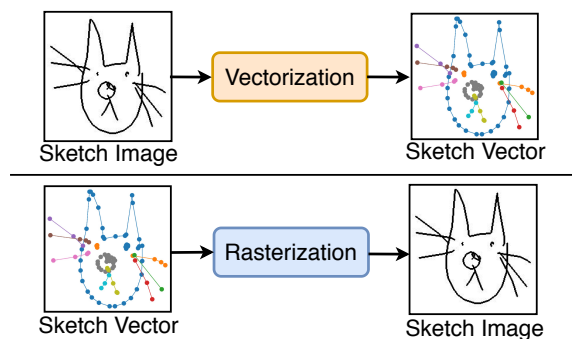 Vectorization
Sketch Image
Sketch Vector
Rasterization
Sketch Vector
Sketch Image